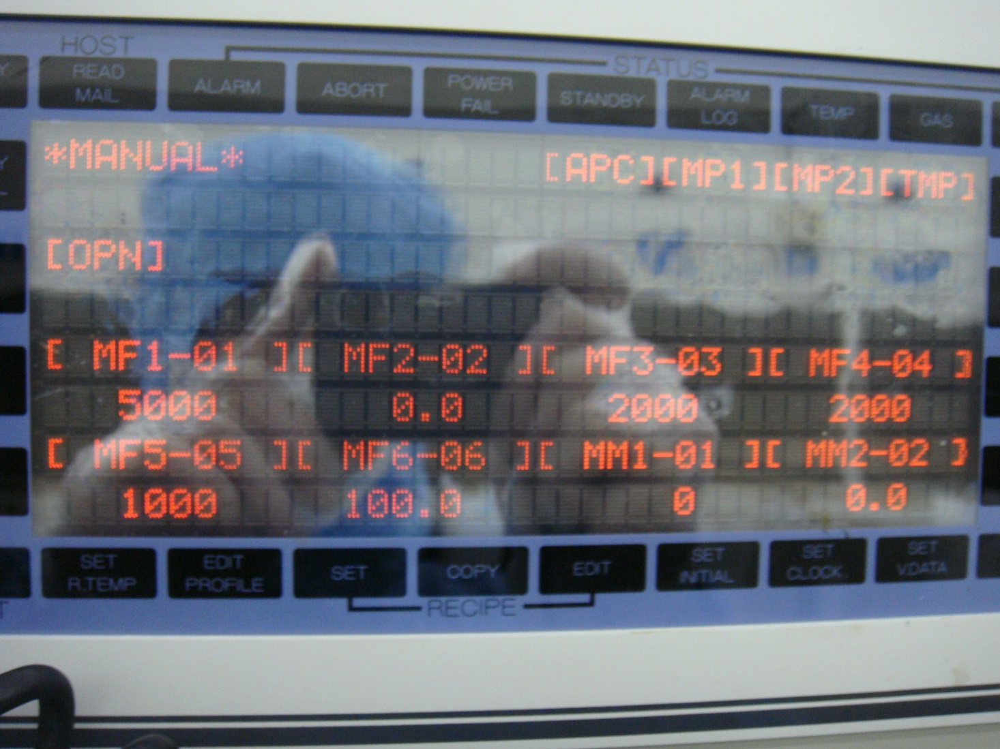 HOST
STATUS
READ MAIL ALARM ABORT POWER FAIL STANDBY ALARM LOG TEMP GAS
*MANUAL* [APC][MP1][MP2][TMP]
[OPN]
[ MF1-01 ][ MF2-02 ][ MF3-03 ][ MF4-04 ]
5000 0.0 2000 2000
[ MF5-05 ][ MF6-06 ][ MM1-01 ][ MM2-02 ]
1000 100.0 0 0.0
SET R.TEMP EDIT PROFILE SET COPY EDIT SET INITIAL SET CLOCK. SET V.DATA
RECIPE